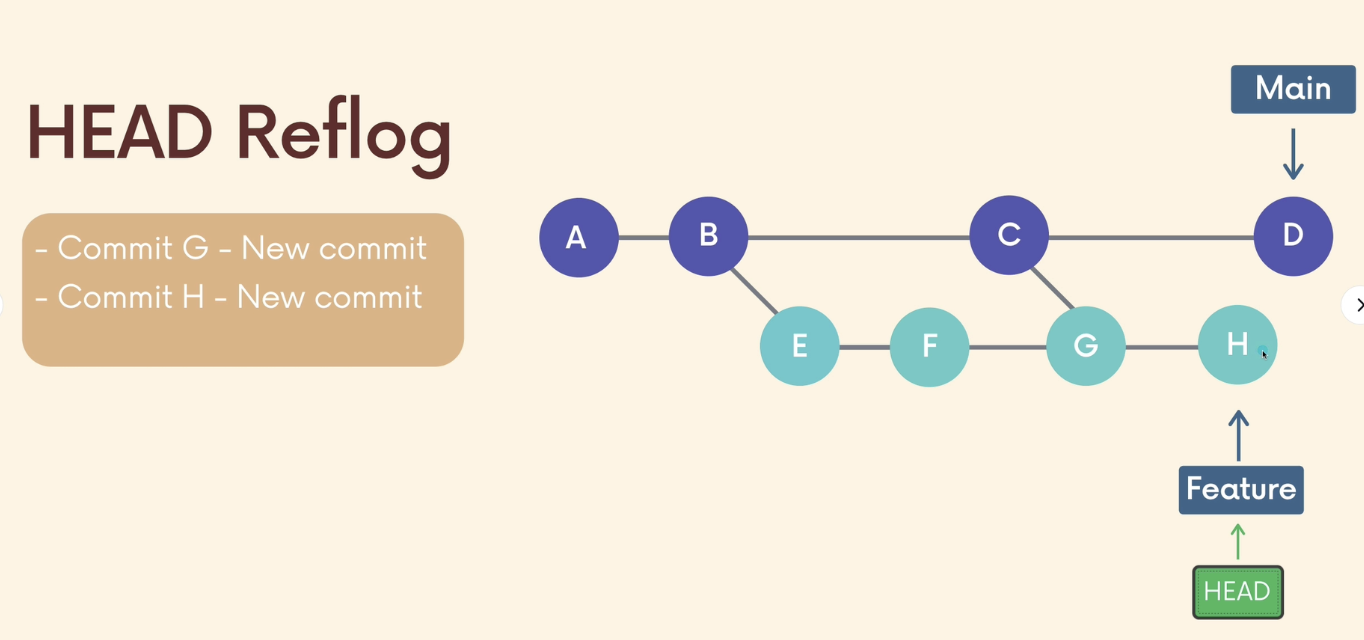 HEAD Reflog
- Commit G - New commit
- Commit H - New commit
Main
A B C D
E F G H
Feature
HEAD